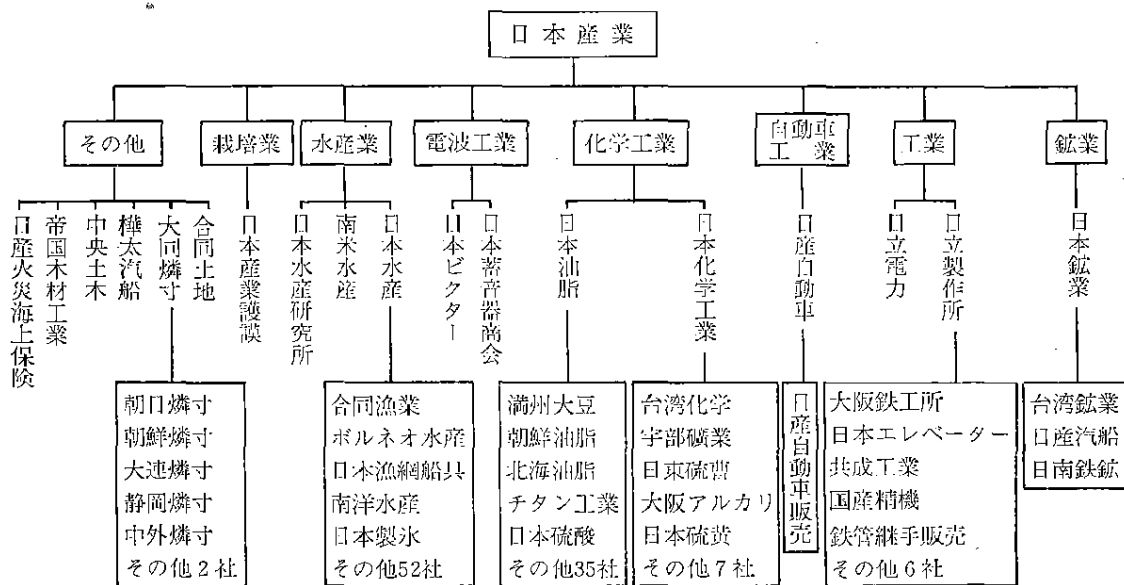 日本産業
その他
栽培業
水産業
電波工業
化学工業
自動車
工業
工業
鉱業
日産火災海上保険
帝国木材工業
中央土木
樺太汽船
大同燐寸
合同土地
日本産業護謨
日本水産研究所
南米水産
日本水産
日本ビクター
日本蓄音器商会
日本油脂
日本化学工業
日産自動車
日立電力
日立製作所
日本鉱業
朝日燐寸
朝鮮燐寸
大連燐寸
静岡燐寸
中外燐寸
その他2社
合同漁業
ボルネオ水産
日本漁網船具
南洋水産
日本製氷
その他52社
満州大豆
朝鮮油脂
北海油脂
チタン工業
日本硫酸
その他35社
台湾化学
宇部礦業
日東硫曹
大阪アルカリ
日本硫黄
その他7社
日産自動車販売
大阪鉄工所
日本エレベーター
共成工業
国産精機
鉄管継手販売
その他6社
台湾鉱業
日産汽船
日南鉄鉱